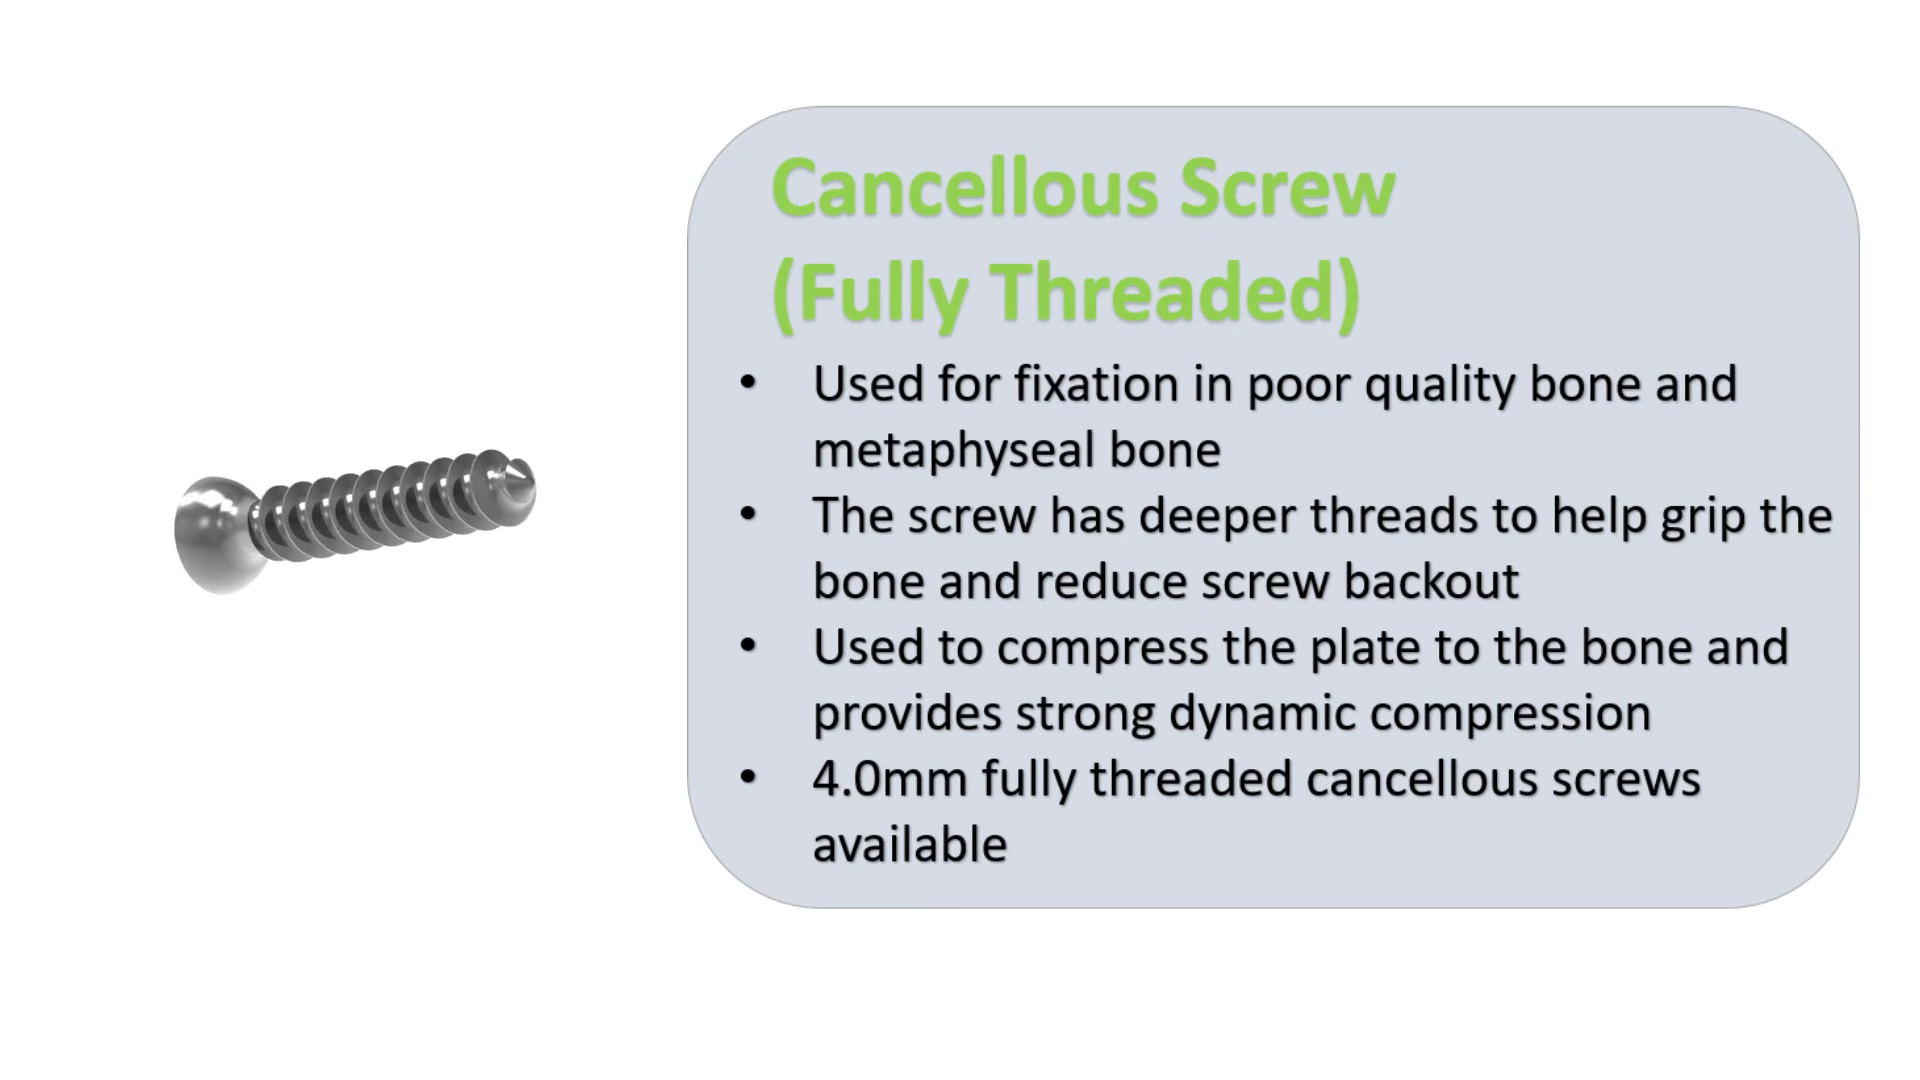 Cancellous Screw
(Fully Threaded)
• Used for fixation in poor quality bone and
metaphyseal bone
• The screw has deeper threads to help grip the
bone and reduce screw backout
• Used to compress the plate to the bone and
provides strong dynamic compression
• 4.0mm fully threaded cancellous screws
available